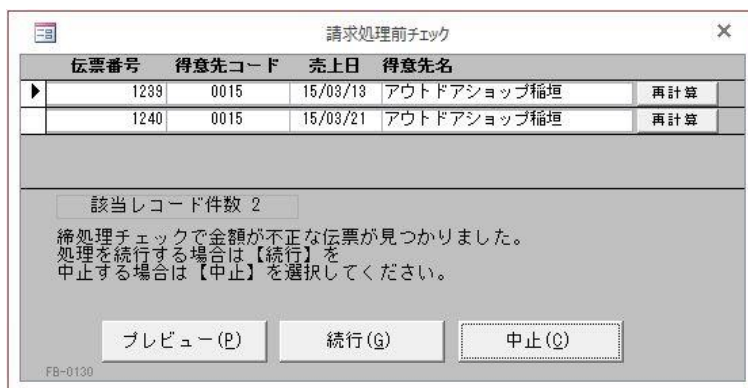 請求処理前チェック
伝票番号 得意先コード 売上日 得意先名
1239 0015 15/03/13 アウトドアショップ稲垣 再計算
1240 0015 15/03/21 アウトドアショップ稲垣 再計算
該当レコード件数 2
締処理チェックで金額が不正な伝票が見つかりました。
処理を続行する場合は【続行】を
中止する場合は【中止】を選択してください。
プレビュー(P) 続行(G) 中止(C)
FB-0130